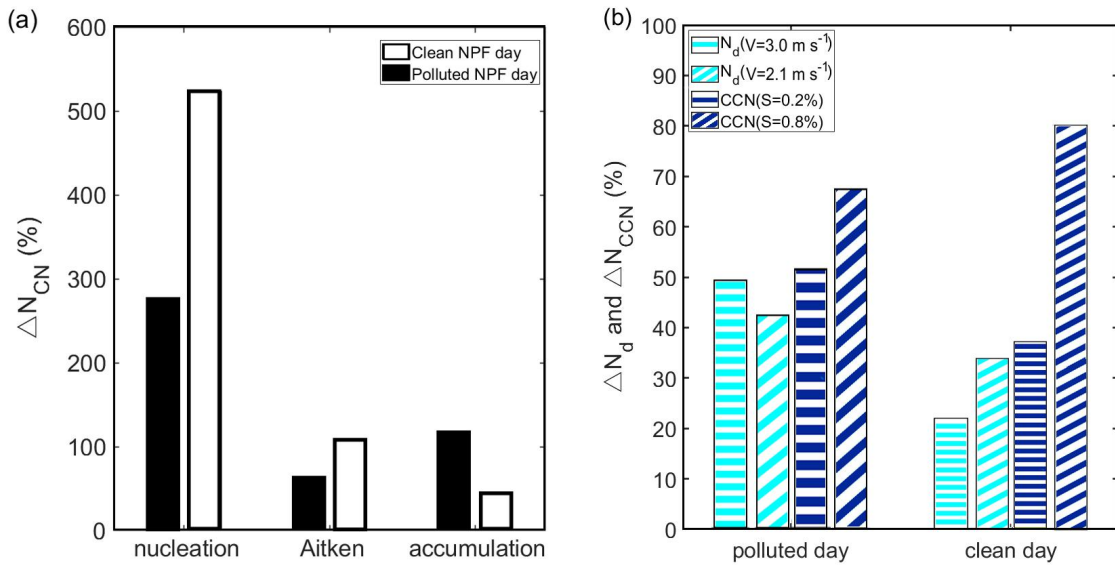 (a)
600
500
400
300
200
100
0
△N_CN (%)
Clean NPF day
Polluted NPF day
nucleation Aitken accumulation
(b)
100
90
80
70
60
50
40
30
20
10
0
△N_d and △N_CCN (%)
N_d(V=3.0 m s⁻¹)
N_d(V=2.1 m s⁻¹)
CCN(S=0.2%)
CCN(S=0.8%)
polluted day clean day